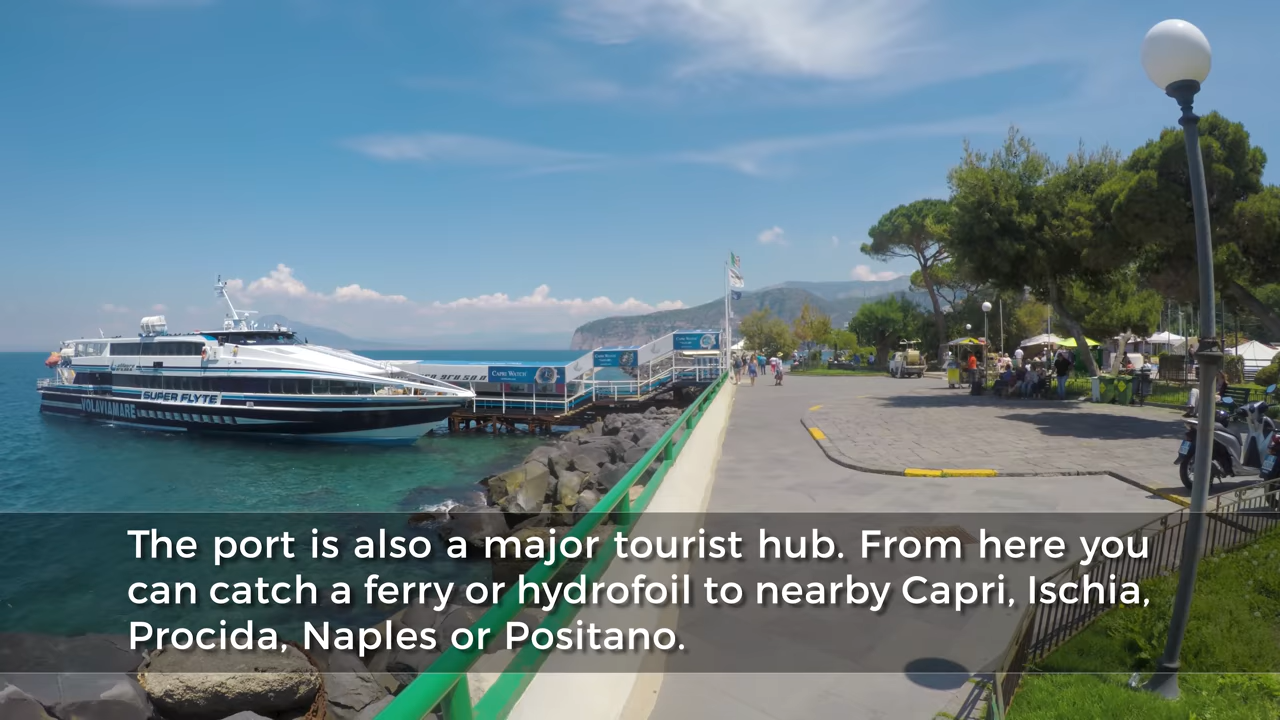 CAPRI WATCH
SUPER FLYTE
VOLAVIAMARE
The port is also a major tourist hub. From here you
can catch a ferry or hydrofoil to nearby Capri, Ischia,
Procida, Naples or Positano.